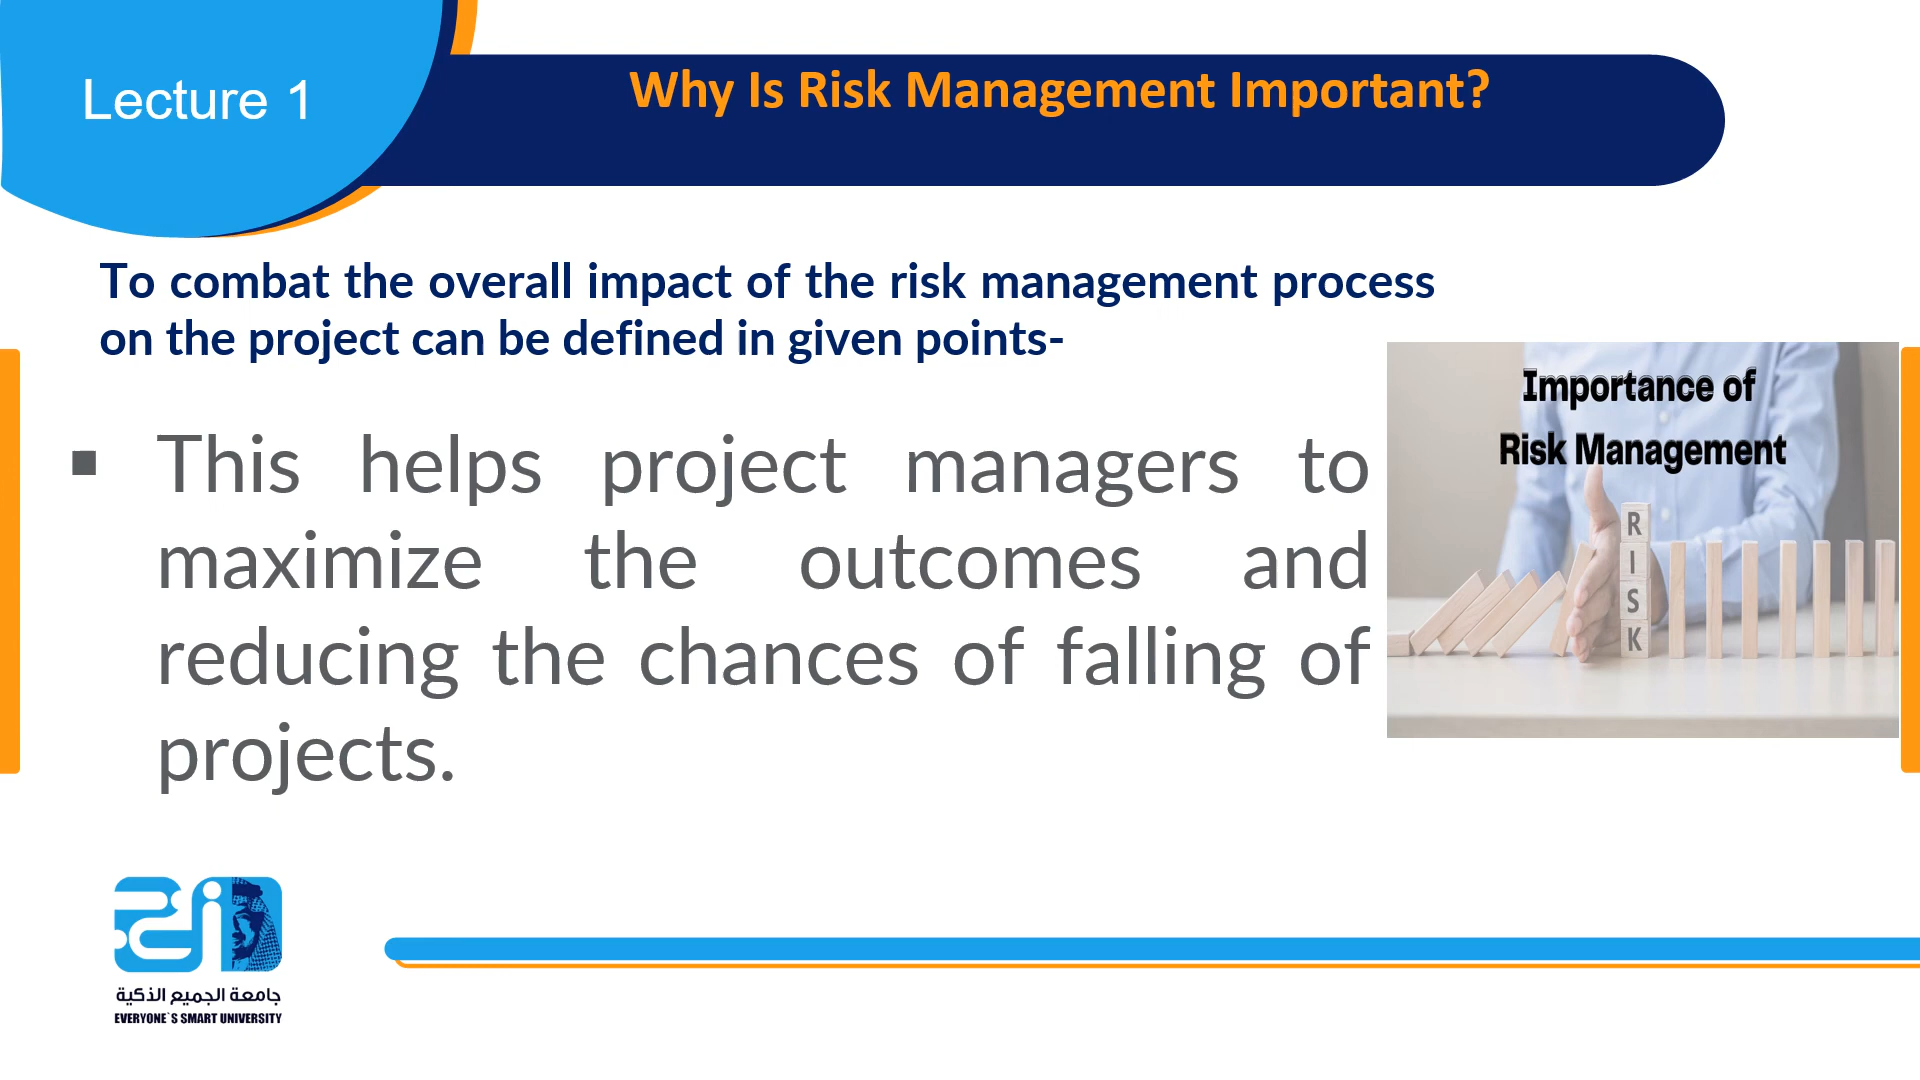 Lecture 1
Why Is Risk Management Important?
To combat the overall impact of the risk management process
on the project can be defined in given points-
▪ This helps project managers to
maximize the outcomes and
reducing the chances of falling of
projects.
Importance of
Risk Management
R
I
S
K
جامعة الجميع الذكية
EVERYONE`S SMART UNIVERSITY